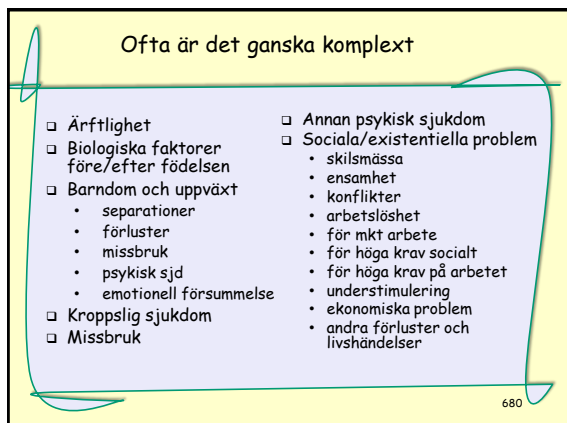 Ofta är det ganska komplext
❑ Ärftlighet
❑ Biologiska faktorer
före/efter födelsen
❑ Barndom och uppväxt
• separationer
• förluster
• missbruk
• psykisk sjd
• emotionell försummelse
❑ Kroppslig sjukdom
❑ Missbruk
❑ Annan psykisk sjukdom
❑ Sociala/existentiella problem
• skilsmässa
• ensamhet
• konflikter
• arbetslöshet
• för mkt arbete
• för höga krav socialt
• för höga krav på arbetet
• understimulering
• ekonomiska problem
• andra förluster och
livshändelser
680